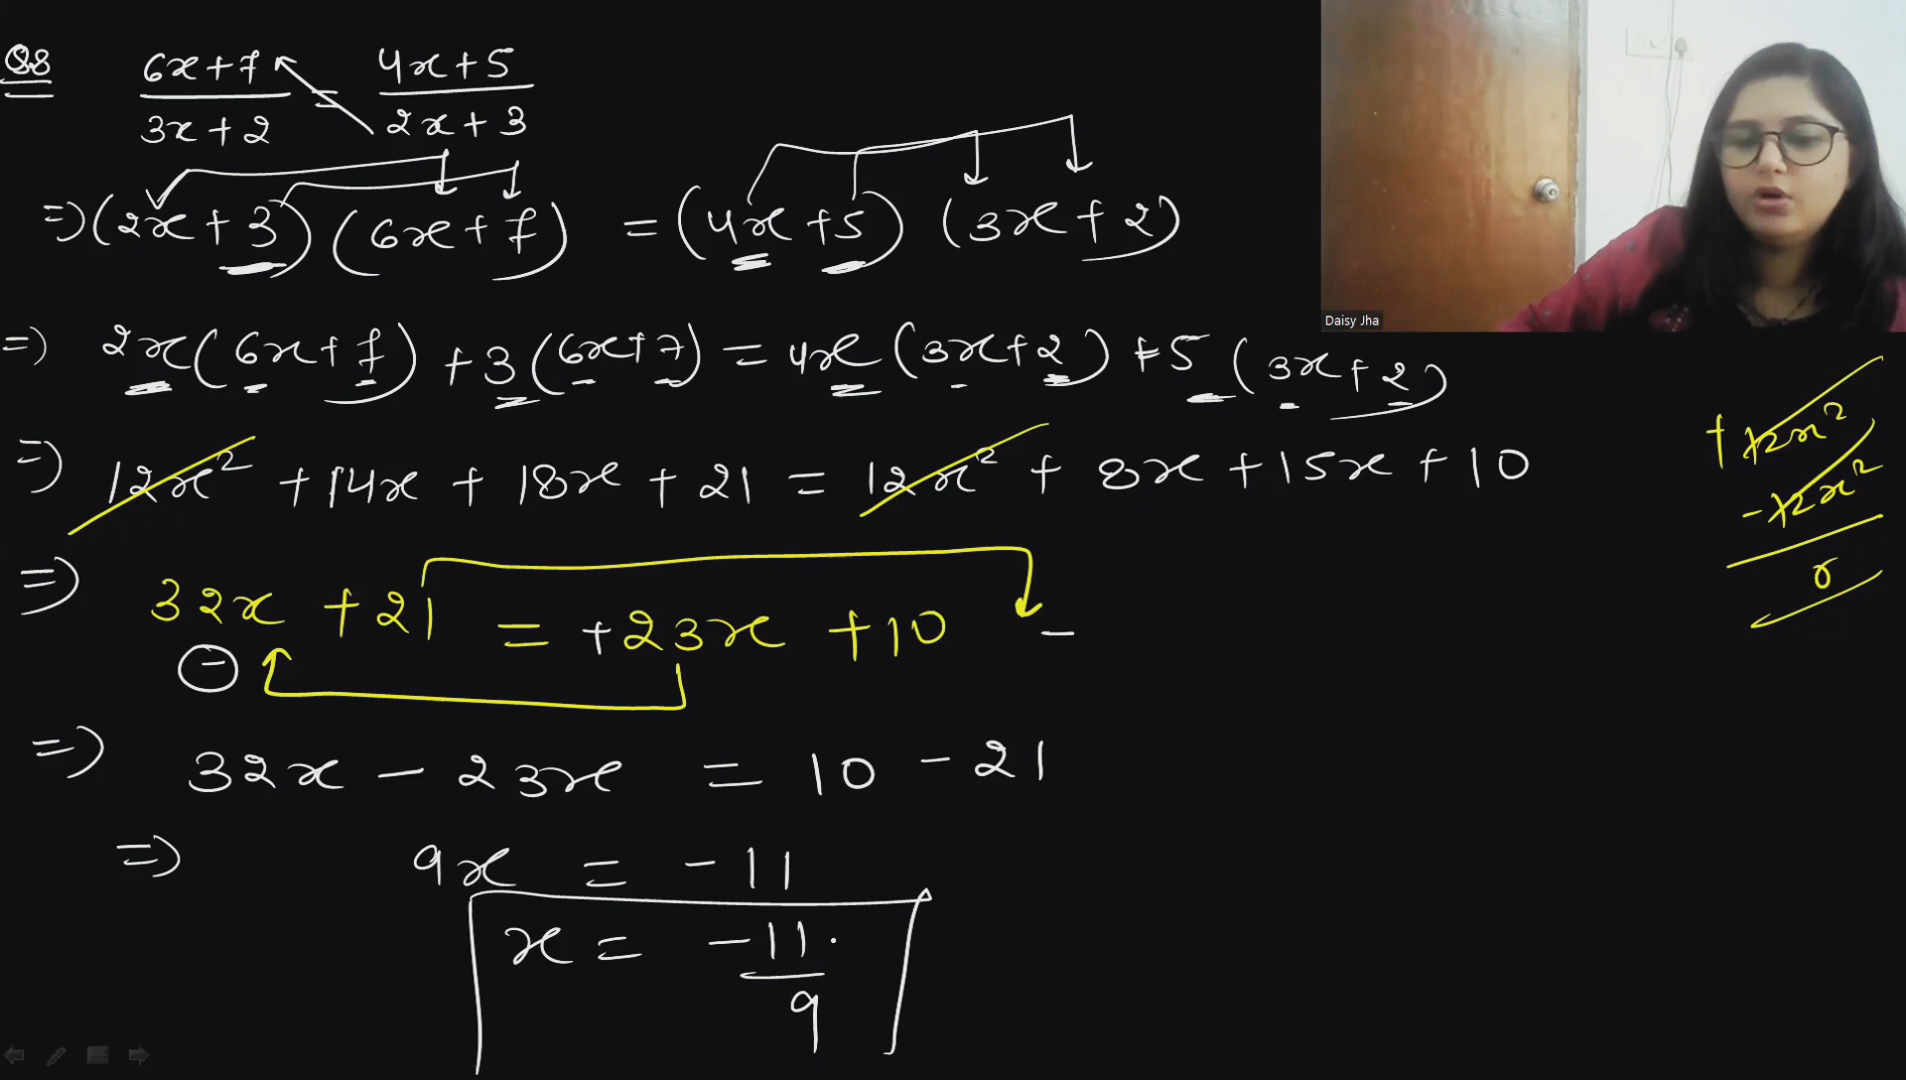 Q.8 (6x+7)/(3x+2) = (4x+5)/(2x+3)
=> (2x+3)(6x+7) = (4x+5)(3x+2)
=> 2x(6x+7)+3(6x+7) = 4x(3x+2)+5(3x+2)
=> 12x²+14x+18x+21 = 12x²+8x+15x+10
=> 32x+21 = +23x+10 -
-
=> 32x-23x = 10-21
=> 9x = -11
x = -11/9
+12x²
-12x²
0
Daisy Jha